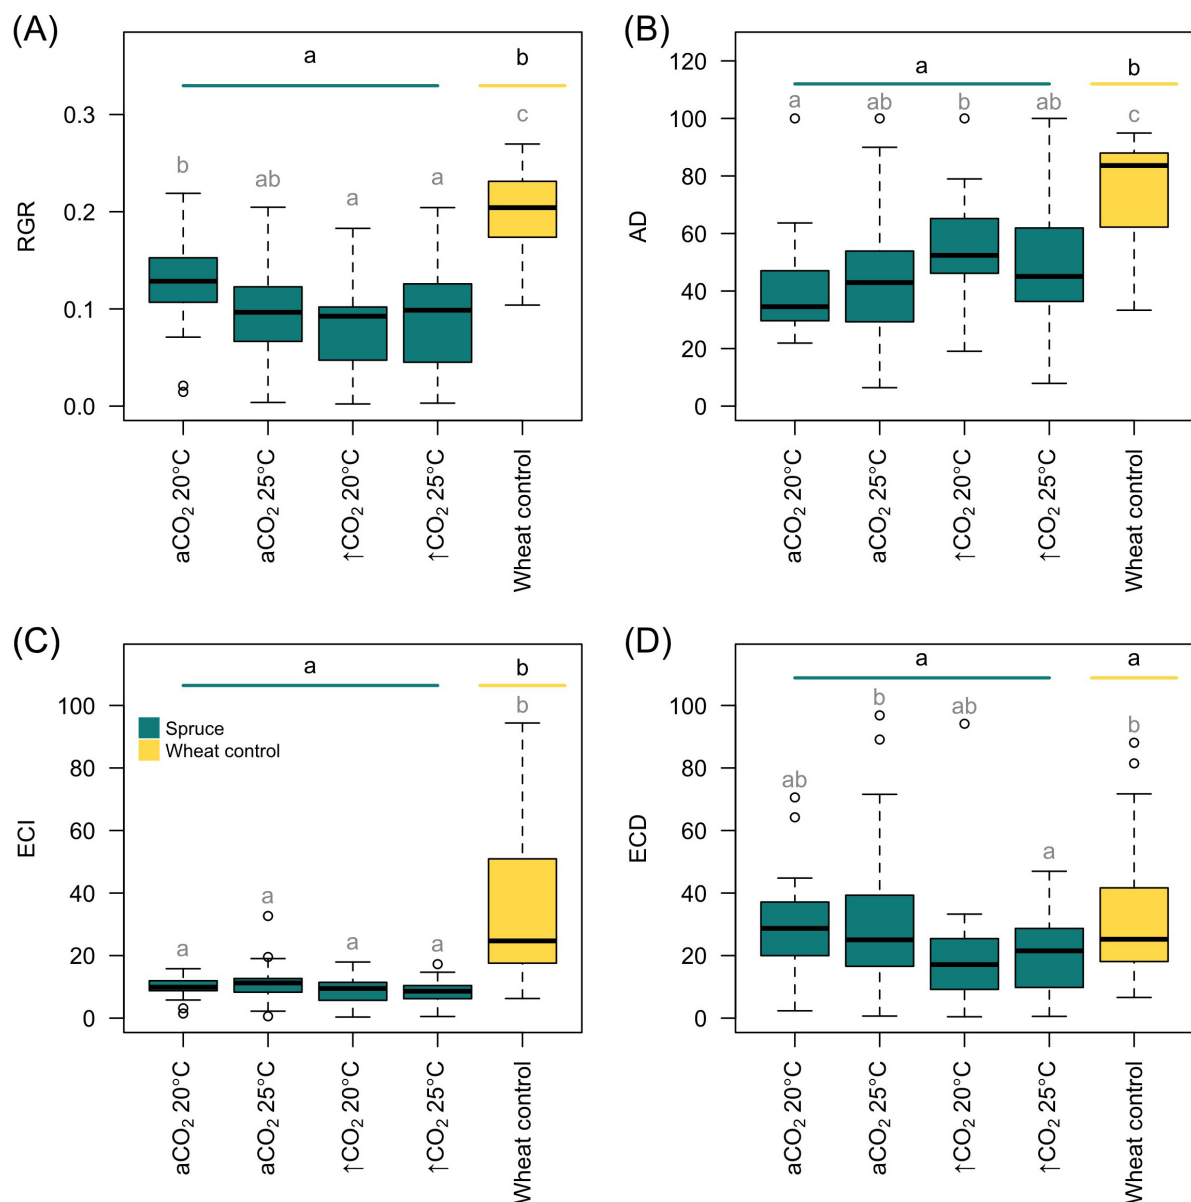 (A)
a
b
b
ab
a
a
c
0.3
0.2
0.1
0.0
RGR
aCO₂ 20°C
aCO₂ 25°C
↑CO₂ 20°C
↑CO₂ 25°C
Wheat control
(B)
120
100
80
60
40
20
0
AD
a
b
a
ab
b
ab
c
aCO₂ 20°C
aCO₂ 25°C
↑CO₂ 20°C
↑CO₂ 25°C
Wheat control
(C)
a
b
b
100
80
60
40
20
0
ECI
Spruce
Wheat control
a
a
a
a
aCO₂ 20°C
aCO₂ 25°C
↑CO₂ 20°C
↑CO₂ 25°C
Wheat control
(D)
a
a
ab
b
ab
a
b
100
80
60
40
20
0
ECD
aCO₂ 20°C
aCO₂ 25°C
↑CO₂ 20°C
↑CO₂ 25°C
Wheat control